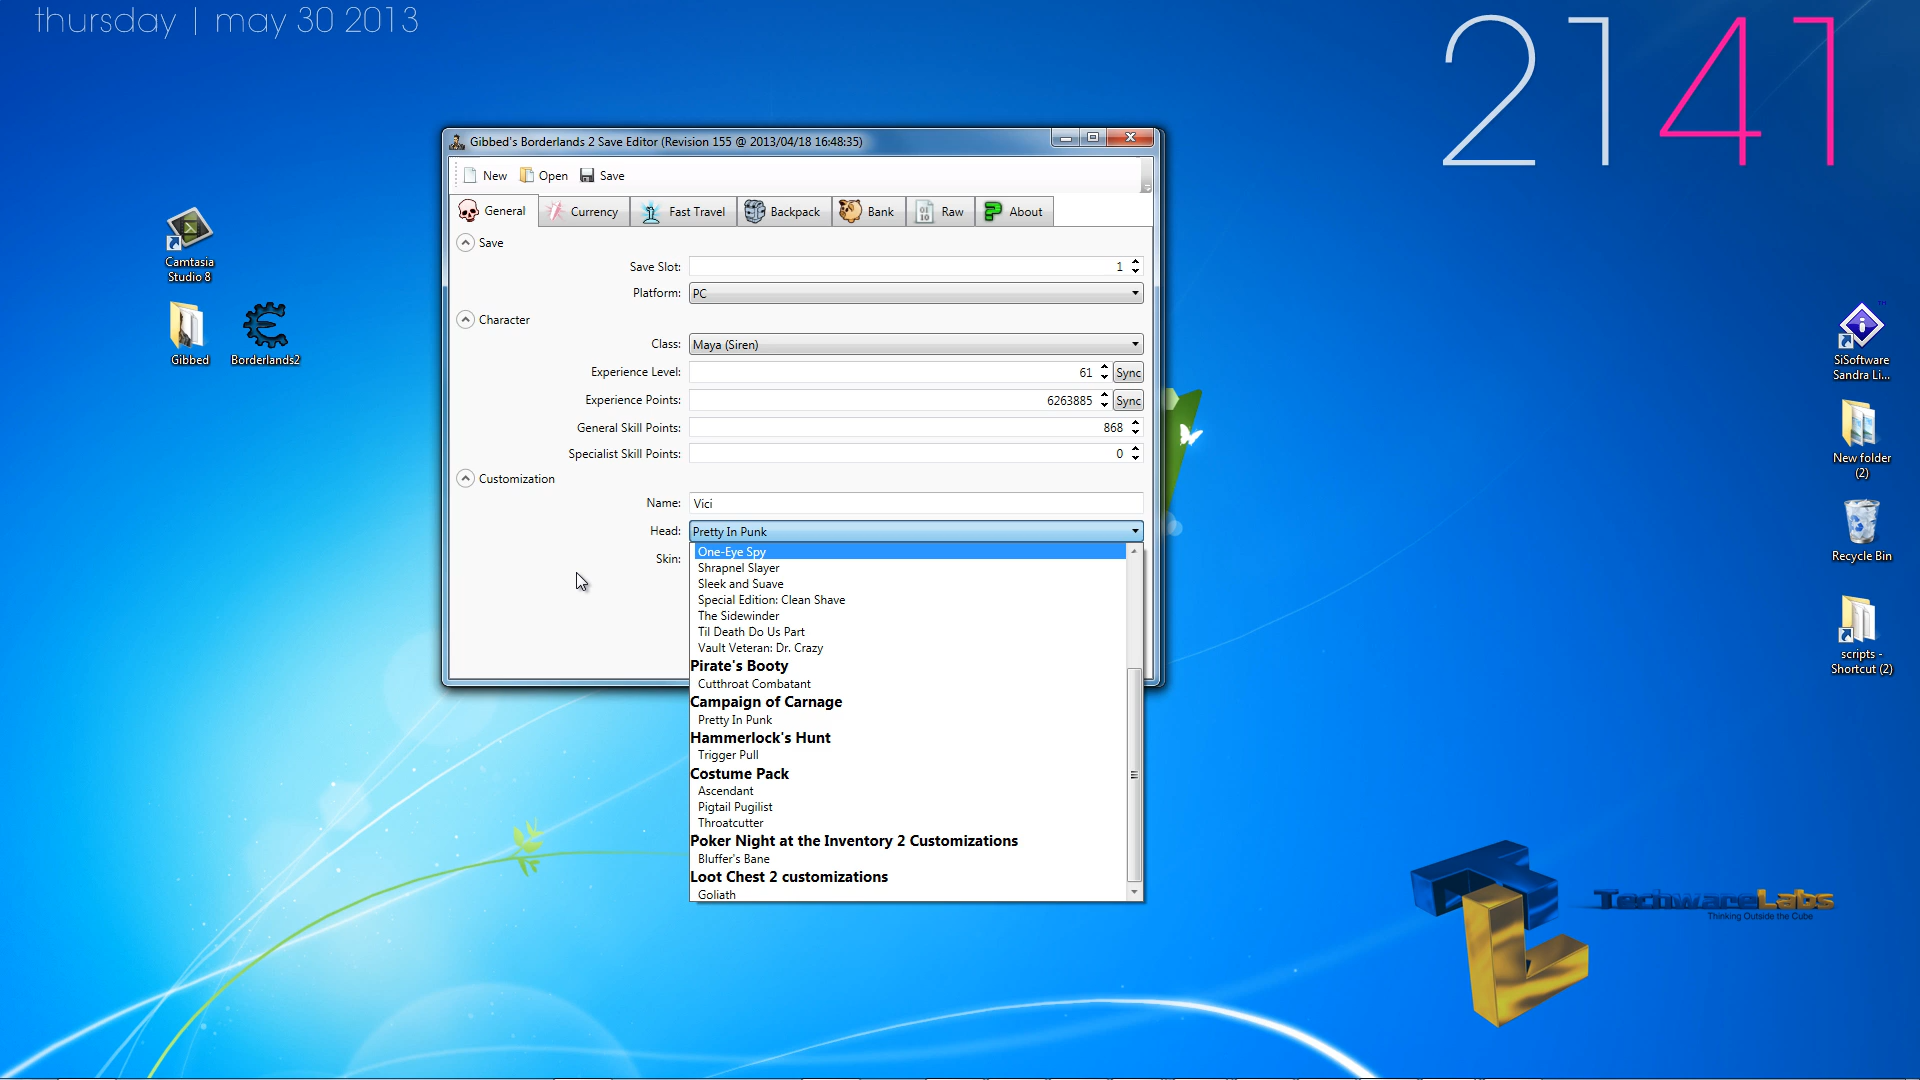 thursday | may 30 2013
2141
Gibbed's Borderlands 2 Save Editor (Revision 155 @ 2013/04/18 16:48:35)
New Open Save
General Currency Fast Travel Backpack Bank Raw About
Save
Save Slot: 1
Platform: PC
Character
Class: Maya (Siren)
Experience Level: 61 Sync
Experience Points: 6263885 Sync
General Skill Points: 868
Specialist Skill Points: 0
Customization
Name: Vici
Head: Pretty In Punk
Skin:
One-Eye Spy
Shrapnel Slayer
Sleek and Suave
Special Edition: Clean Shave
The Sidewinder
Til Death Do Us Part
Vault Veteran: Dr. Crazy
Pirate's Booty
Cutthroat Combatant
Campaign of Carnage
Pretty In Punk
Hammerlock's Hunt
Trigger Pull
Costume Pack
Ascendant
Pigtail Pugilist
Throatcutter
Poker Night at the Inventory 2 Customizations
Bluffer's Bane
Loot Chest 2 customizations
Goliath
Camtasia
Studio 8
Gibbed
Borderlands2
SiSoftware
Sandra Li...
New folder
(2)
Recycle Bin
scripts -
Shortcut (2)
TechwareLabs
Thinking Outside the Cube